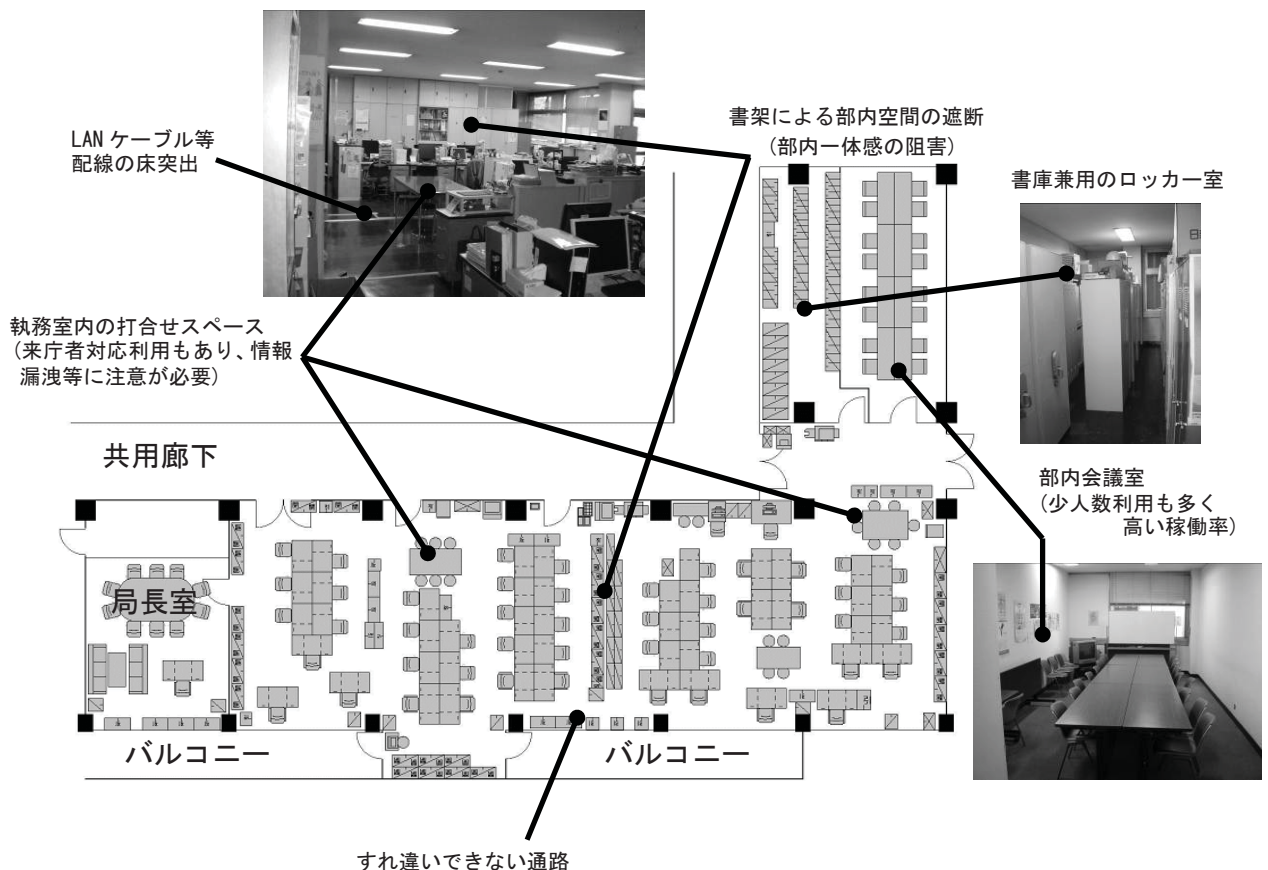 LAN ケーブル等
配線の床突出
書架による部内空間の遮断
(部内一体感の阻害)
書庫兼用のロッカー室
執務室内の打合せスペース
(来庁者対応利用もあり、情報
漏洩等に注意が必要)
共用廊下
部内会議室
(少人数利用も多く
高い稼働率)
局長室
バルコニー
バルコニー
すれ違いできない通路